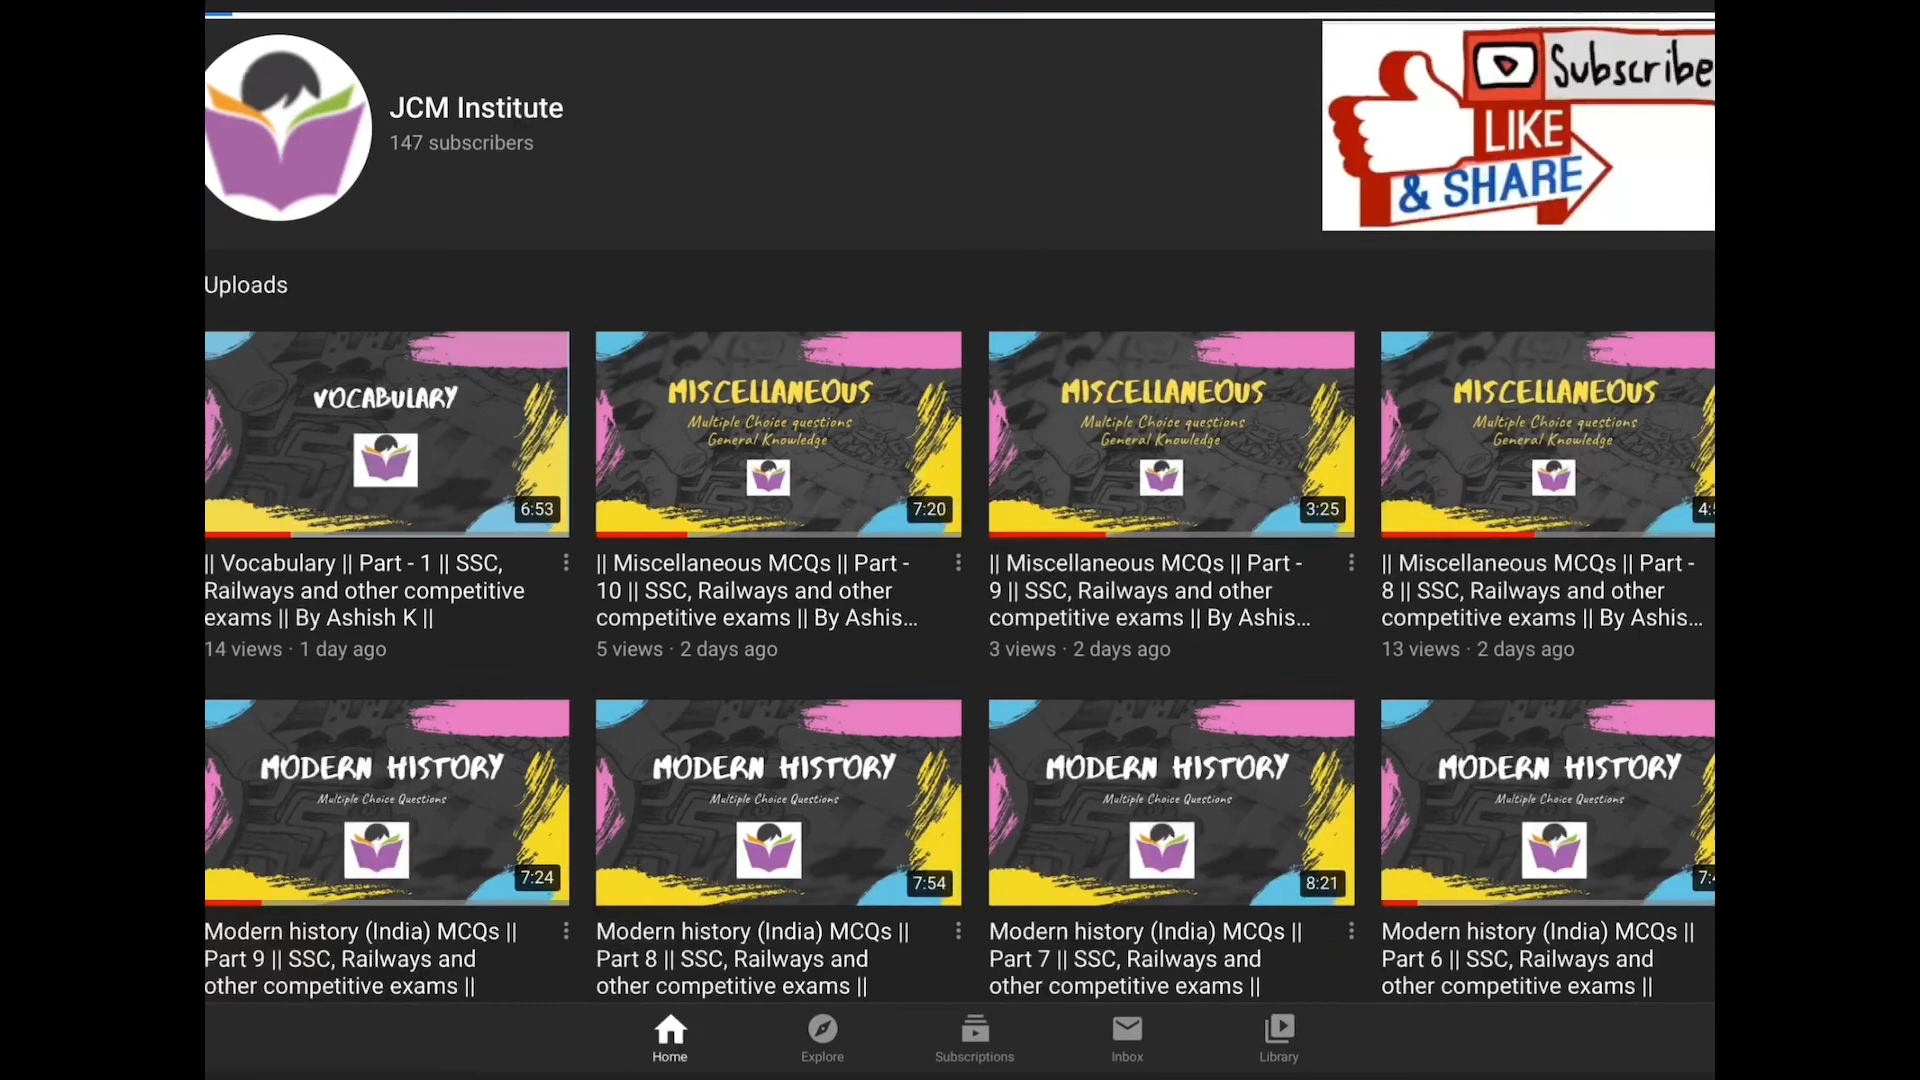 JCM Institute
147 subscribers
Subscribe
LIKE
& SHARE
Uploads
VOCABULARY
6:53
MISCELLANEOUS
Multiple Choice questions
General Knowledge
7:20
MISCELLANEOUS
Multiple Choice questions
General Knowledge
3:25
MISCELLANEOUS
Multiple Choice questions
General Knowledge
|| Vocabulary || Part - 1 || SSC,
Railways and other competitive
exams || By Ashish K ||
14 views · 1 day ago
|| Miscellaneous MCQs || Part -
10 || SSC, Railways and other
competitive exams || By Ashis...
5 views · 2 days ago
|| Miscellaneous MCQs || Part -
9 || SSC, Railways and other
competitive exams || By Ashis...
3 views · 2 days ago
|| Miscellaneous MCQs || Part -
8 || SSC, Railways and other
competitive exams || By Ashis...
13 views · 2 days ago
MODERN HISTORY
Multiple Choice Questions
7:24
MODERN HISTORY
Multiple Choice Questions
7:54
MODERN HISTORY
Multiple Choice Questions
8:21
MODERN HISTORY
Multiple Choice Questions
Modern history (India) MCQs ||
Part 9 || SSC, Railways and
other competitive exams ||
Modern history (India) MCQs ||
Part 8 || SSC, Railways and
other competitive exams ||
Modern history (India) MCQs ||
Part 7 || SSC, Railways and
other competitive exams ||
Modern history (India) MCQs ||
Part 6 || SSC, Railways and
other competitive exams ||
Home
Explore
Subscriptions
Inbox
Library